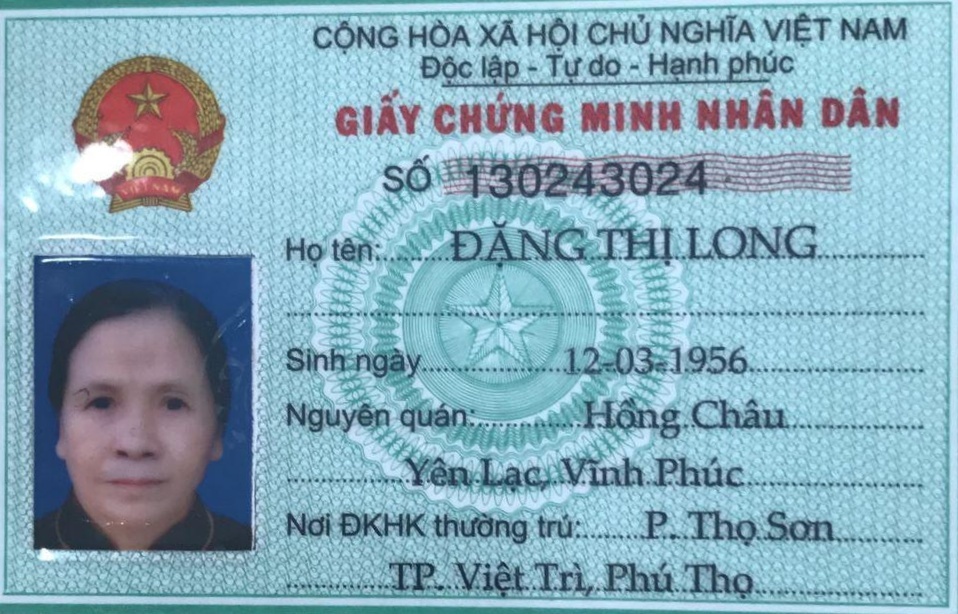 CỘNG HÒA XÃ HỘI CHỦ NGHĨA VIỆT NAM
Độc lập - Tự do - Hạnh phúc
GIẤY CHỨNG MINH NHÂN DÂN
SỐ 130243024
Họ tên: ĐẶNG THỊ LONG
Sinh ngày 12-03-1956
Nguyên quán: Hồng Châu
Yên Lạc, Vĩnh Phúc
Nơi ĐKHK thường trú: P. Thọ Sơn
TP. Việt Trì, Phú Thọ
VIỆT NAM